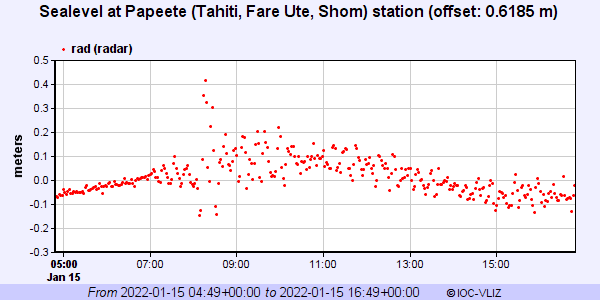 Sealevel at Papeete (Tahiti, Fare Ute, Shom) station (offset: 0.6185 m)
rad (radar)
0.5
0.4
0.3
0.2
0.1
0.0
-0.1
-0.2
-0.3
meters
05:00 07:00 09:00 11:00 13:00 15:00
Jan 15
From 2022-01-15 04:49+00:00 to 2022-01-15 16:49+00:00 © IOC-VLIZ